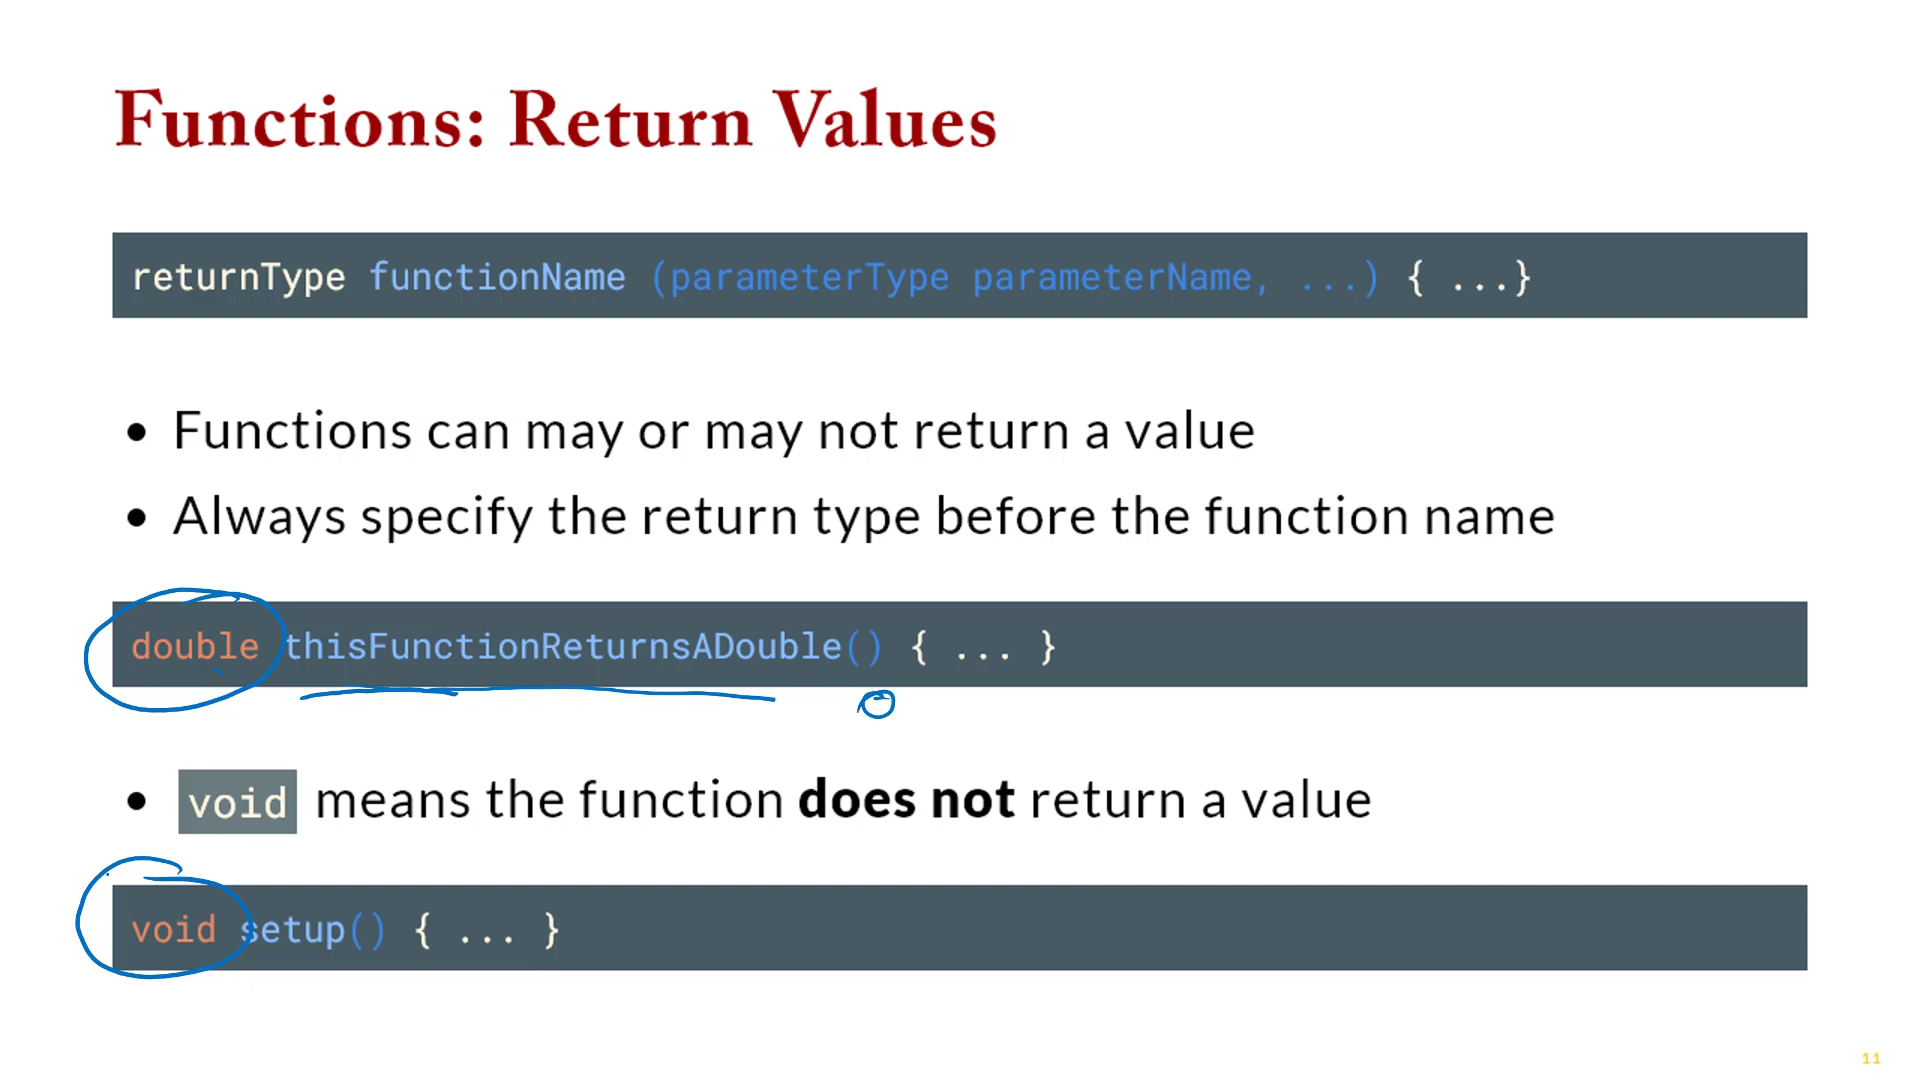 Functions: Return Values
returnType functionName (parameterType parameterName, ...) { ...}
• Functions can may or may not return a value
• Always specify the return type before the function name
double thisFunctionReturnsADouble() { ... }
• void means the function does not return a value
void setup() { ... }
11